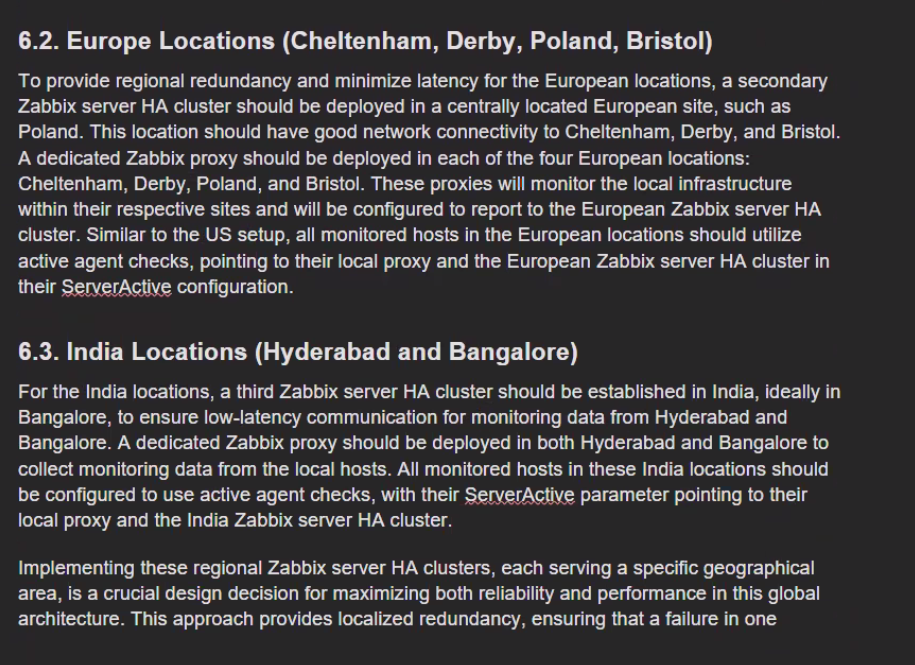 6.2. Europe Locations (Cheltenham, Derby, Poland, Bristol)
To provide regional redundancy and minimize latency for the European locations, a secondary
Zabbix server HA cluster should be deployed in a centrally located European site, such as
Poland. This location should have good network connectivity to Cheltenham, Derby, and Bristol.
A dedicated Zabbix proxy should be deployed in each of the four European locations:
Cheltenham, Derby, Poland, and Bristol. These proxies will monitor the local infrastructure
within their respective sites and will be configured to report to the European Zabbix server HA
cluster. Similar to the US setup, all monitored hosts in the European locations should utilize
active agent checks, pointing to their local proxy and the European Zabbix server HA cluster in
their ServerActive configuration.
6.3. India Locations (Hyderabad and Bangalore)
For the India locations, a third Zabbix server HA cluster should be established in India, ideally in
Bangalore, to ensure low-latency communication for monitoring data from Hyderabad and
Bangalore. A dedicated Zabbix proxy should be deployed in both Hyderabad and Bangalore to
collect monitoring data from the local hosts. All monitored hosts in these India locations should
be configured to use active agent checks, with their ServerActive parameter pointing to their
local proxy and the India Zabbix server HA cluster.
Implementing these regional Zabbix server HA clusters, each serving a specific geographical
area, is a crucial design decision for maximizing both reliability and performance in this global
architecture. This approach provides localized redundancy, ensuring that a failure in one